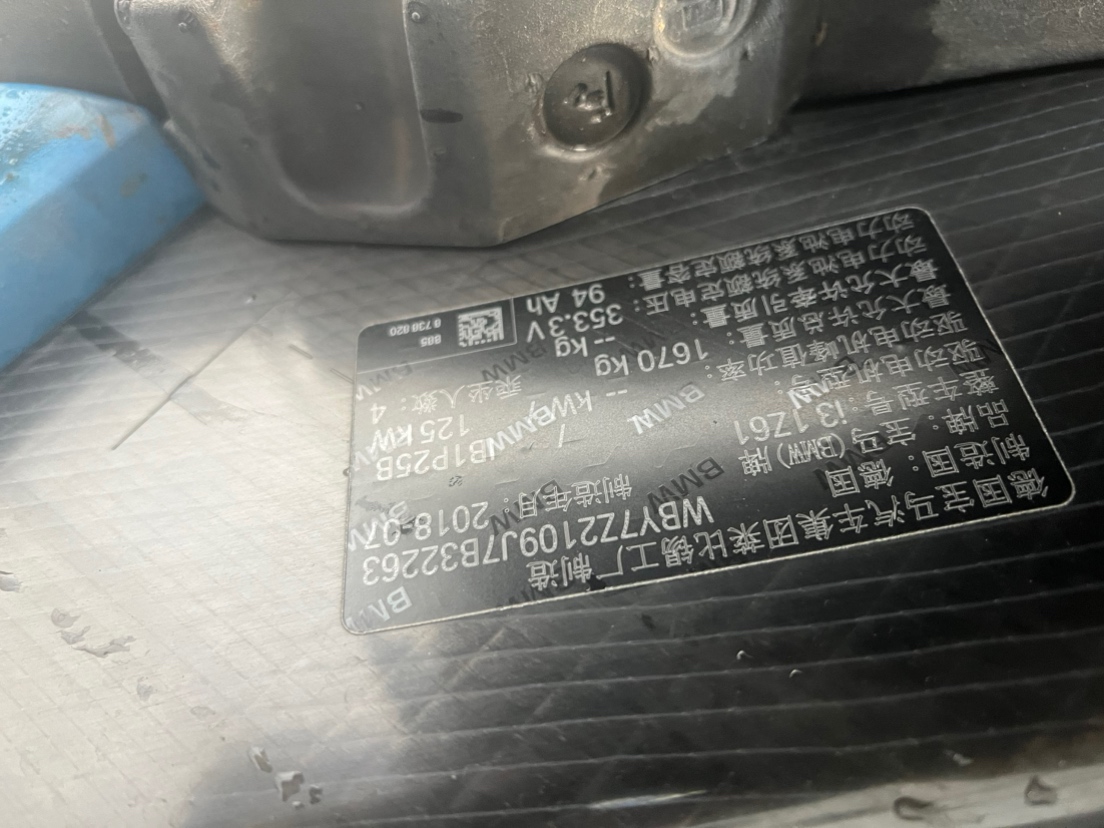 德国宝马汽车集团莱比锡工厂 制造
制造国：德国 WBY7Z2109J7B32263
品牌：宝马(BMW)牌 制造年月：2018-07
整车型号：i3 1Z61
驱动电机型号： / IB1P25B
驱动电机峰值功率： -- kW/ 125 kW
最大允许总质量： 1670 kg 乘坐人数：4
最大允许牵引质量： -- kg
动力电池系统额定电压： 353.3 V
动力电池系统额定容量： 94 Ah